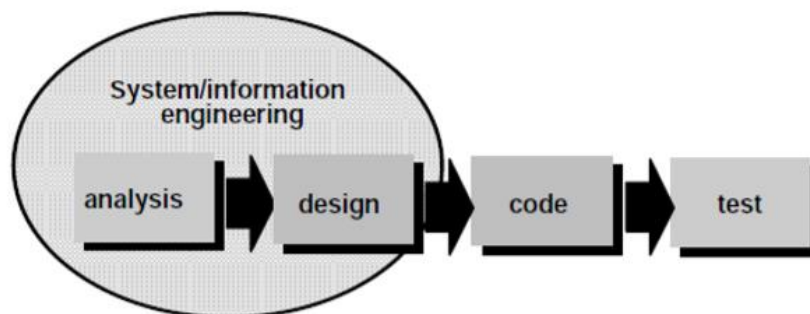 System/information
engineering
analysis
design
code
test